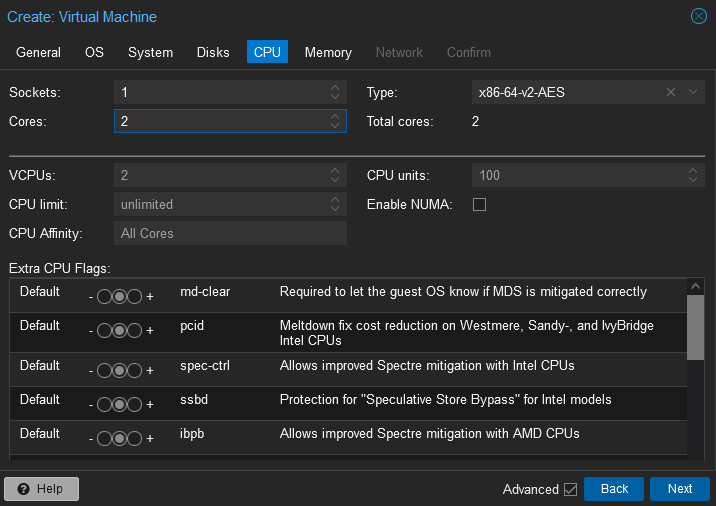 Create: Virtual Machine
General OS System Disks CPU Memory Network Confirm
Sockets: 1 Type: x86-64-v2-AES
Cores: 2 Total cores: 2
VCPUs: 2 CPU units: 100
CPU limit: unlimited Enable NUMA:
CPU Affinity: All Cores
Extra CPU Flags:
Default - + md-clear Required to let the guest OS know if MDS is mitigated correctly
Default - + pcid Meltdown fix cost reduction on Westmere, Sandy-, and IvyBridge
Intel CPUs
Default - + spec-ctrl Allows improved Spectre mitigation with Intel CPUs
Default - + ssbd Protection for "Speculative Store Bypass" for Intel models
Default - + ibpb Allows improved Spectre mitigation with AMD CPUs
Help Advanced Back Next